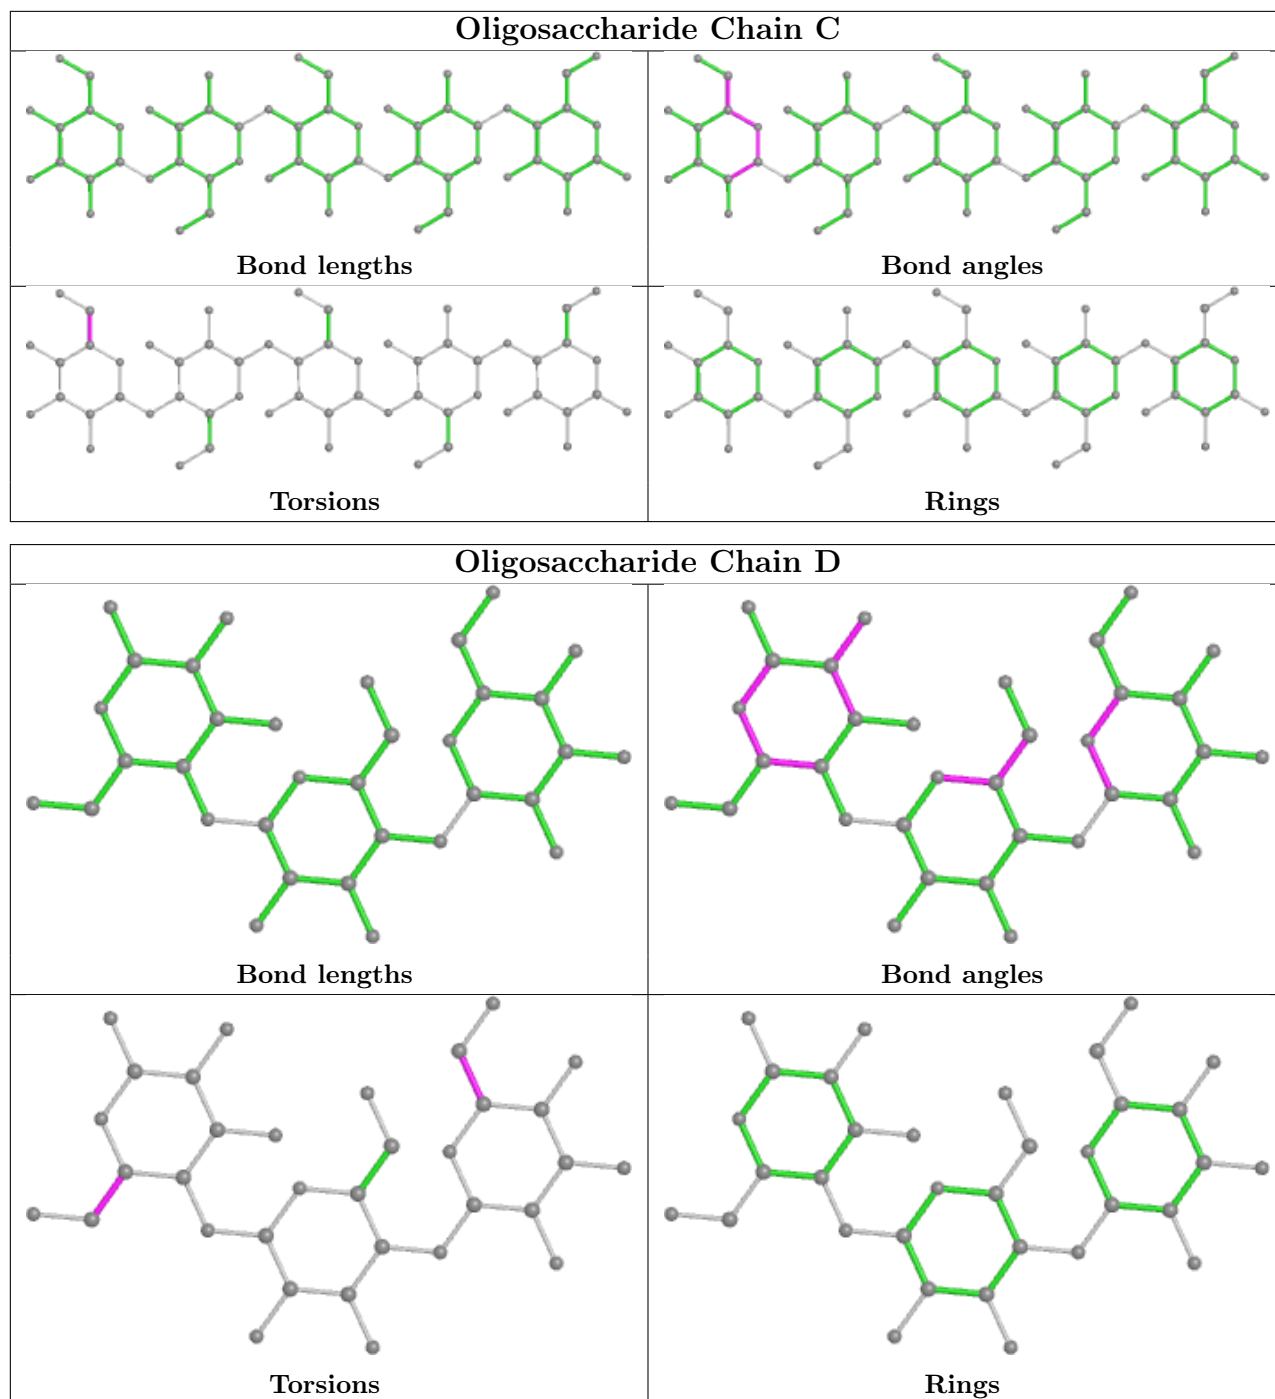 Oligosaccharide Chain C
Bond lengths
Bond angles
Torsions
Rings
Oligosaccharide Chain D
Bond lengths
Bond angles
Torsions
Rings